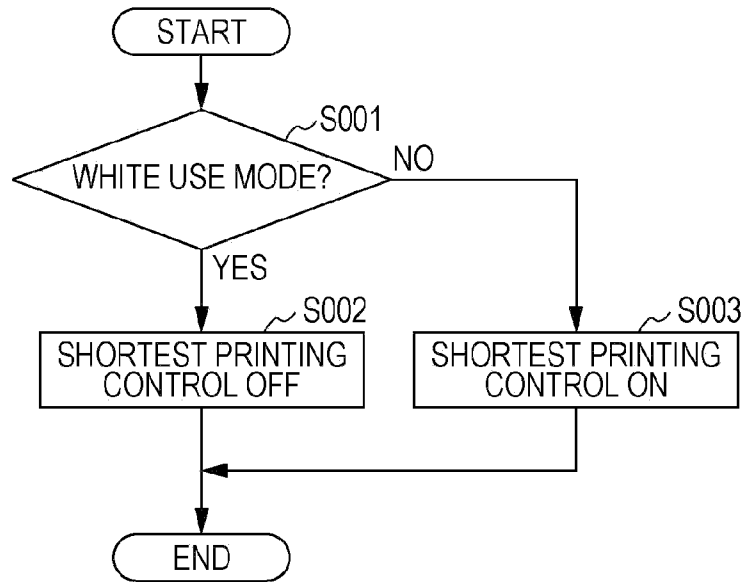 START
S001
WHITE USE MODE?
NO
YES
S002
SHORTEST PRINTING
CONTROL OFF
S003
SHORTEST PRINTING
CONTROL ON
END